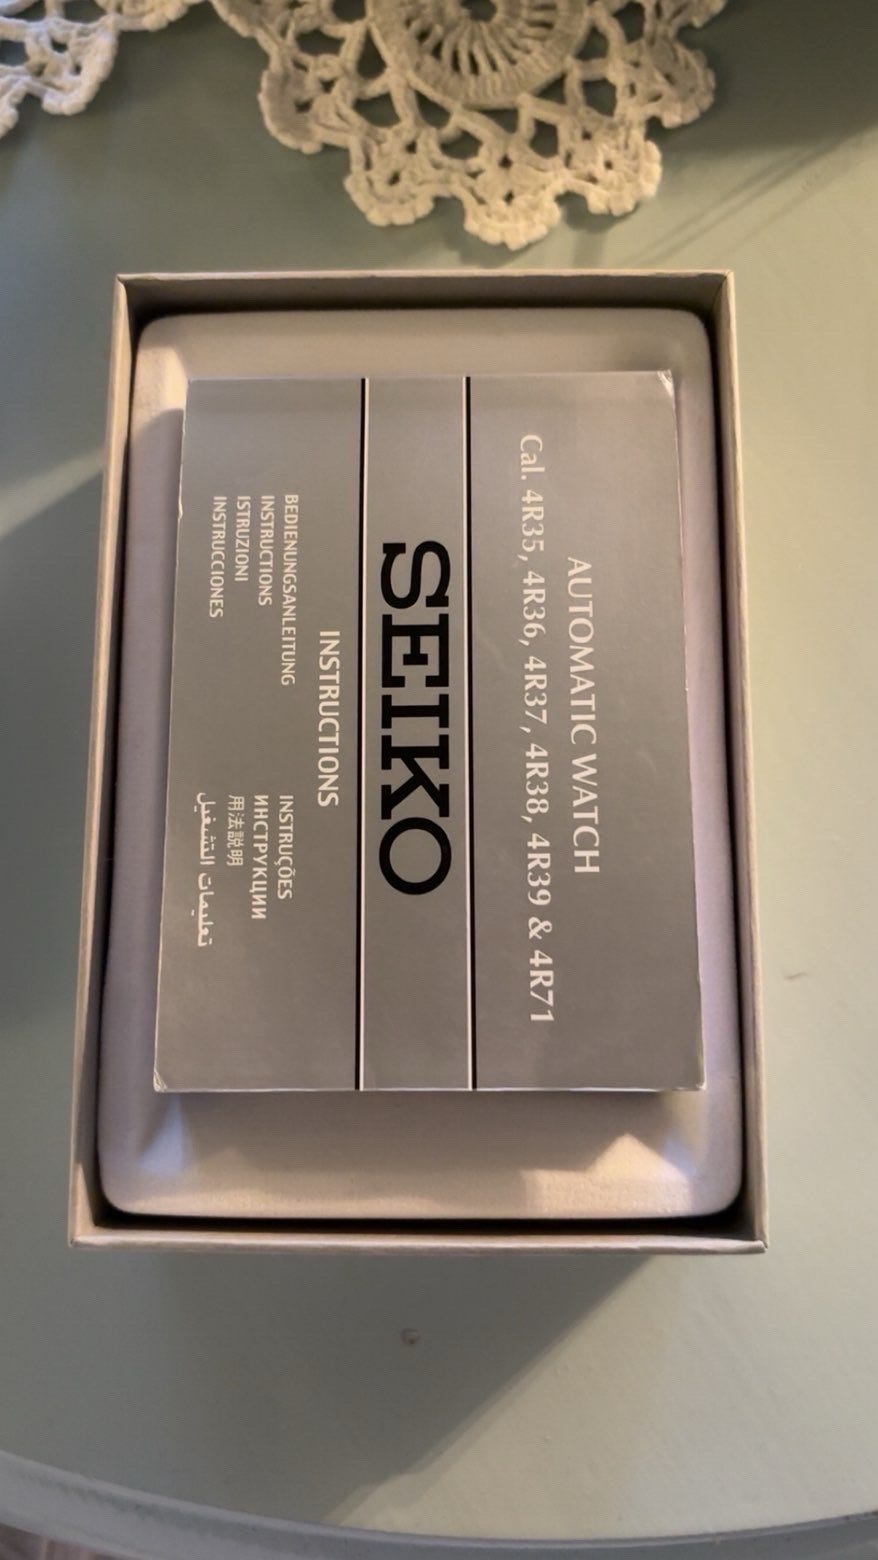 AUTOMATIC WATCH
Cal. 4R35, 4R36, 4R37, 4R38, 4R39 & 4R71
SEIKO
INSTRUCTIONS
BEDIENUNGSANLEITUNG
INSTRUCTIONS
ISTRUZIONI
INSTRUCCIONES
INSTRUÇÕES
ИНСТРУКЦИИ
用法説明
تعليمات التشغيل